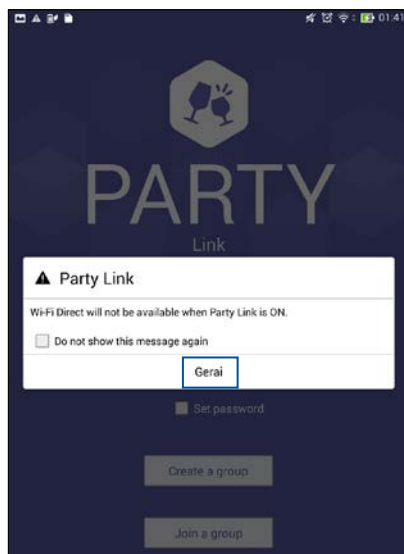 01:41
PARTY
Link
Party Link
Wi-Fi Direct will not be available when Party Link is ON.
Do not show this message again
Gerai
Set password
Create a group
Join a group